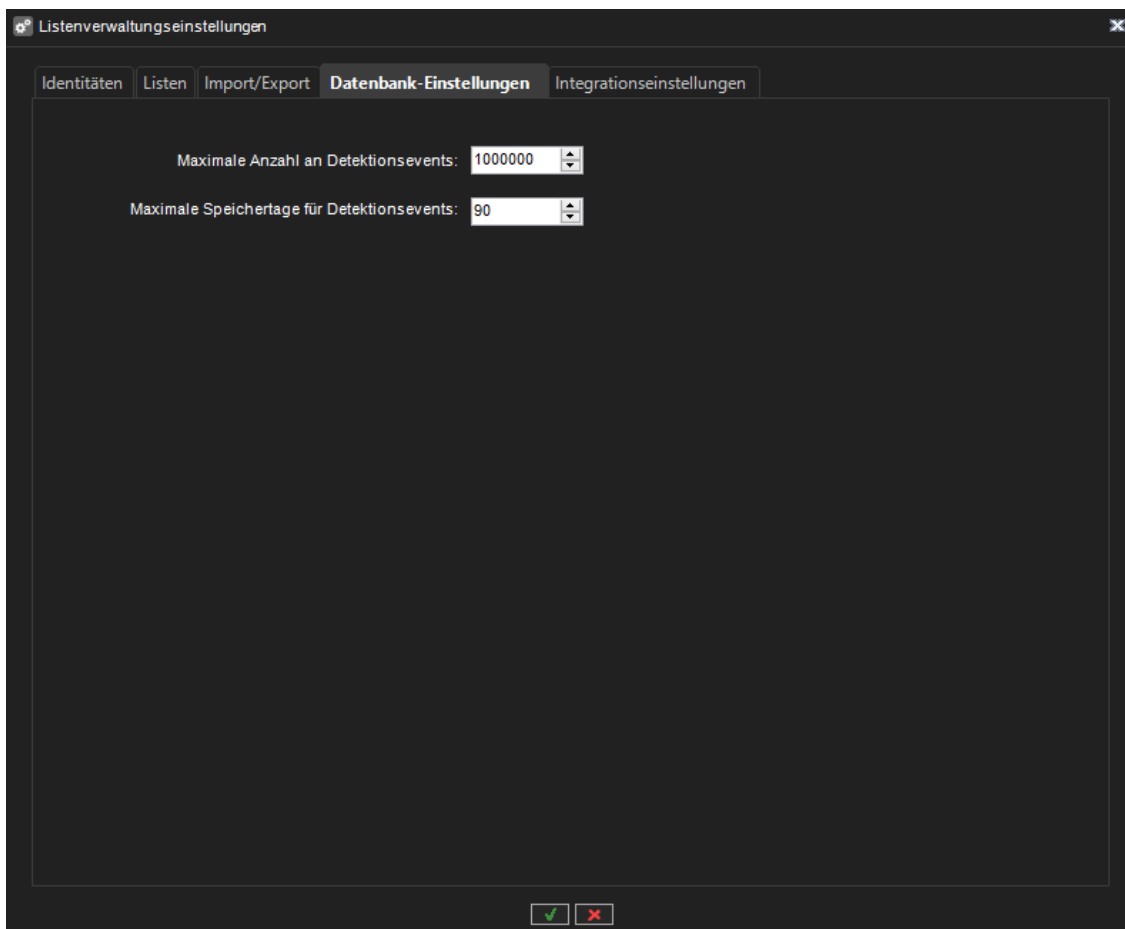 Listenverwaltungseinstellungen
Identitäten Listen Import/Export Datenbank-Einstellungen Integrationseinstellungen
Maximale Anzahl an Detektionsevents: 1000000
Maximale Speichertage für Detektionsevents: 90